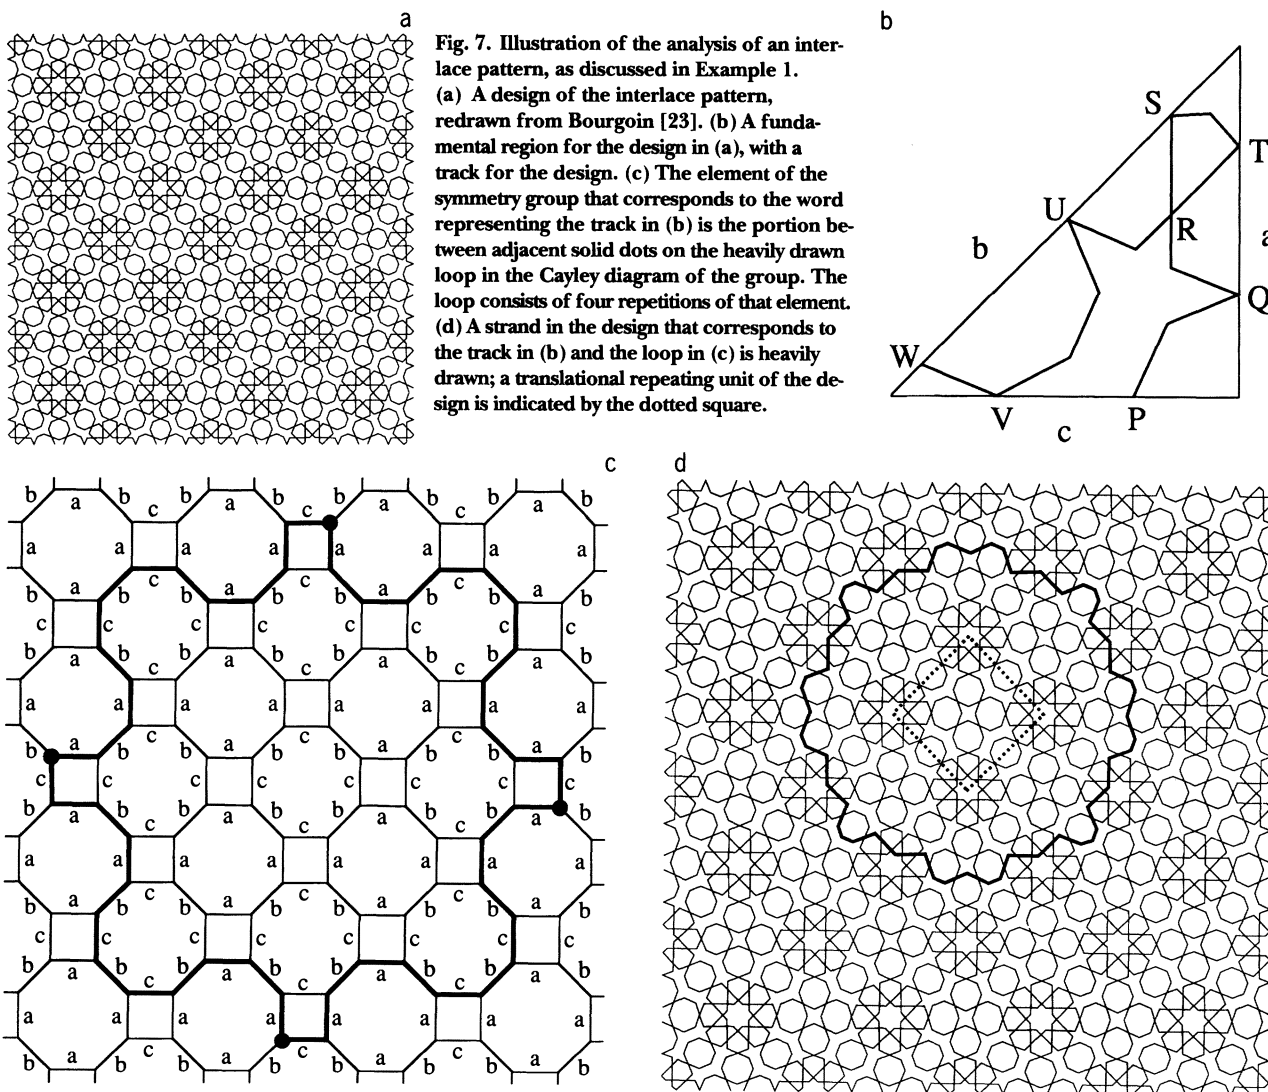 a
Fig. 7. Illustration of the analysis of an inter-
lace pattern, as discussed in Example 1.
(a) A design of the interlace pattern,
redrawn from Bourgoin [23]. (b) A funda-
mental region for the design in (a), with a
track for the design. (c) The element of the
symmetry group that corresponds to the word
representing the track in (b) is the portion be-
tween adjacent solid dots on the heavily drawn
loop in the Cayley diagram of the group. The
loop consists of four repetitions of that element.
(d) A strand in the design that corresponds to
the track in (b) and the loop in (c) is heavily
drawn; a translational repeating unit of the de-
sign is indicated by the dotted square.
b
S
T
U
R
a
b
Q
W
V
P
c
c
b b b b b b b b
a c a c a c a
a a a a a a a a
a c a c a c a
b b b b b b b b
c c c c c c c c
b b b b b b b b
a c a c a c a
a a a a a a a a
a c a c a c a
b b b b b b b b
c c c c c c c c
b b b b b b b b
a c a c a c a
a a a a a a a a
a c a c a c a
b b b b b b b b
c c c c c c c c
b b b b b b b b
a c a c a c a
a a a a a a a a
a c a c a c a
b b b b b b b b
d